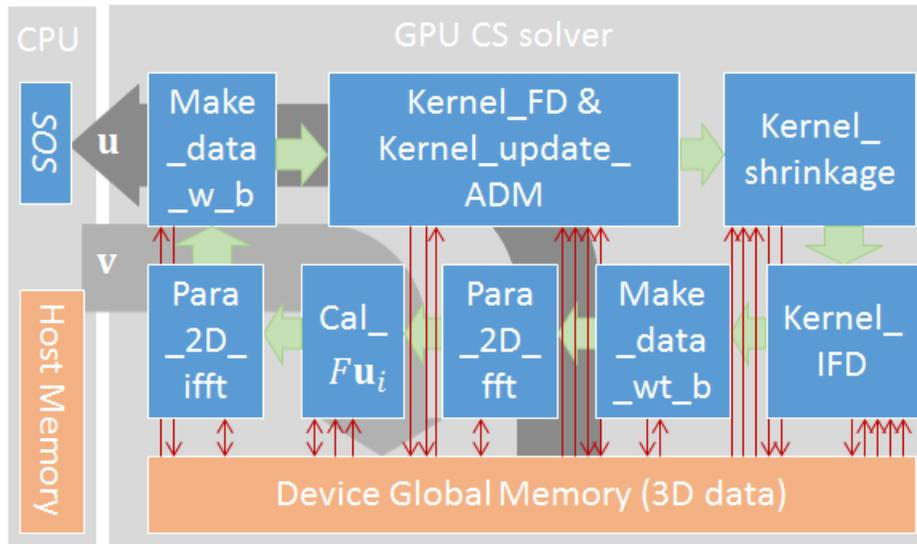 CPU
GPU CS solver
SOS
u
Make
_data
_w_b
Kernel_FD &
Kernel_update_
ADM
Kernel_
shrinkage
v
Host Memory
Para
_2D_
ifft
Cal_
Fu_i
Para
_2D_
fft
Make
_data
_wt_b
Kernel_
IFD
Device Global Memory (3D data)